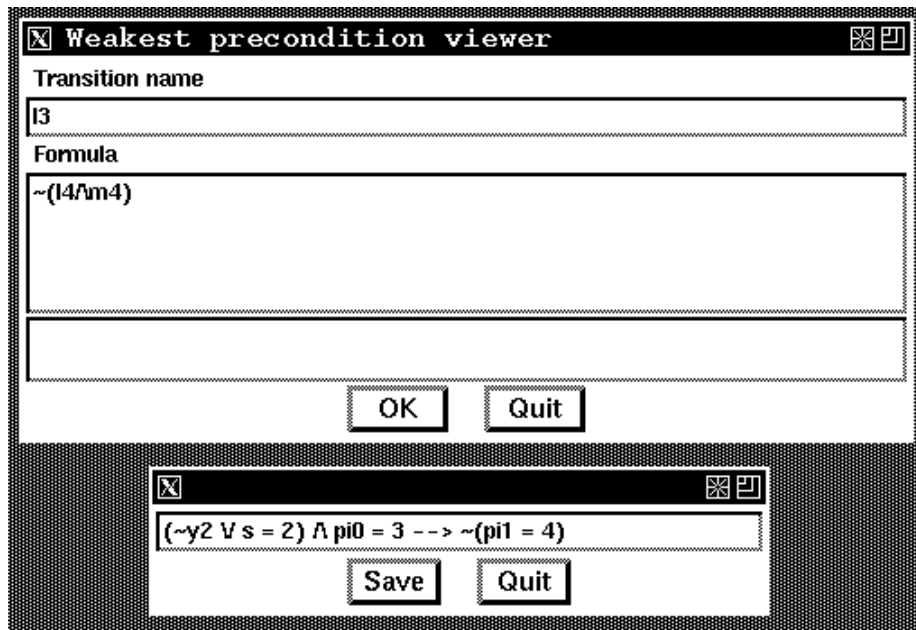 X Weakest precondition viewer
Transition name
l3
Formula
~(l4/\m4)
OK Quit
X
(~y2 \/ s = 2) /\ pi0 = 3 --> ~(pi1 = 4)
Save Quit